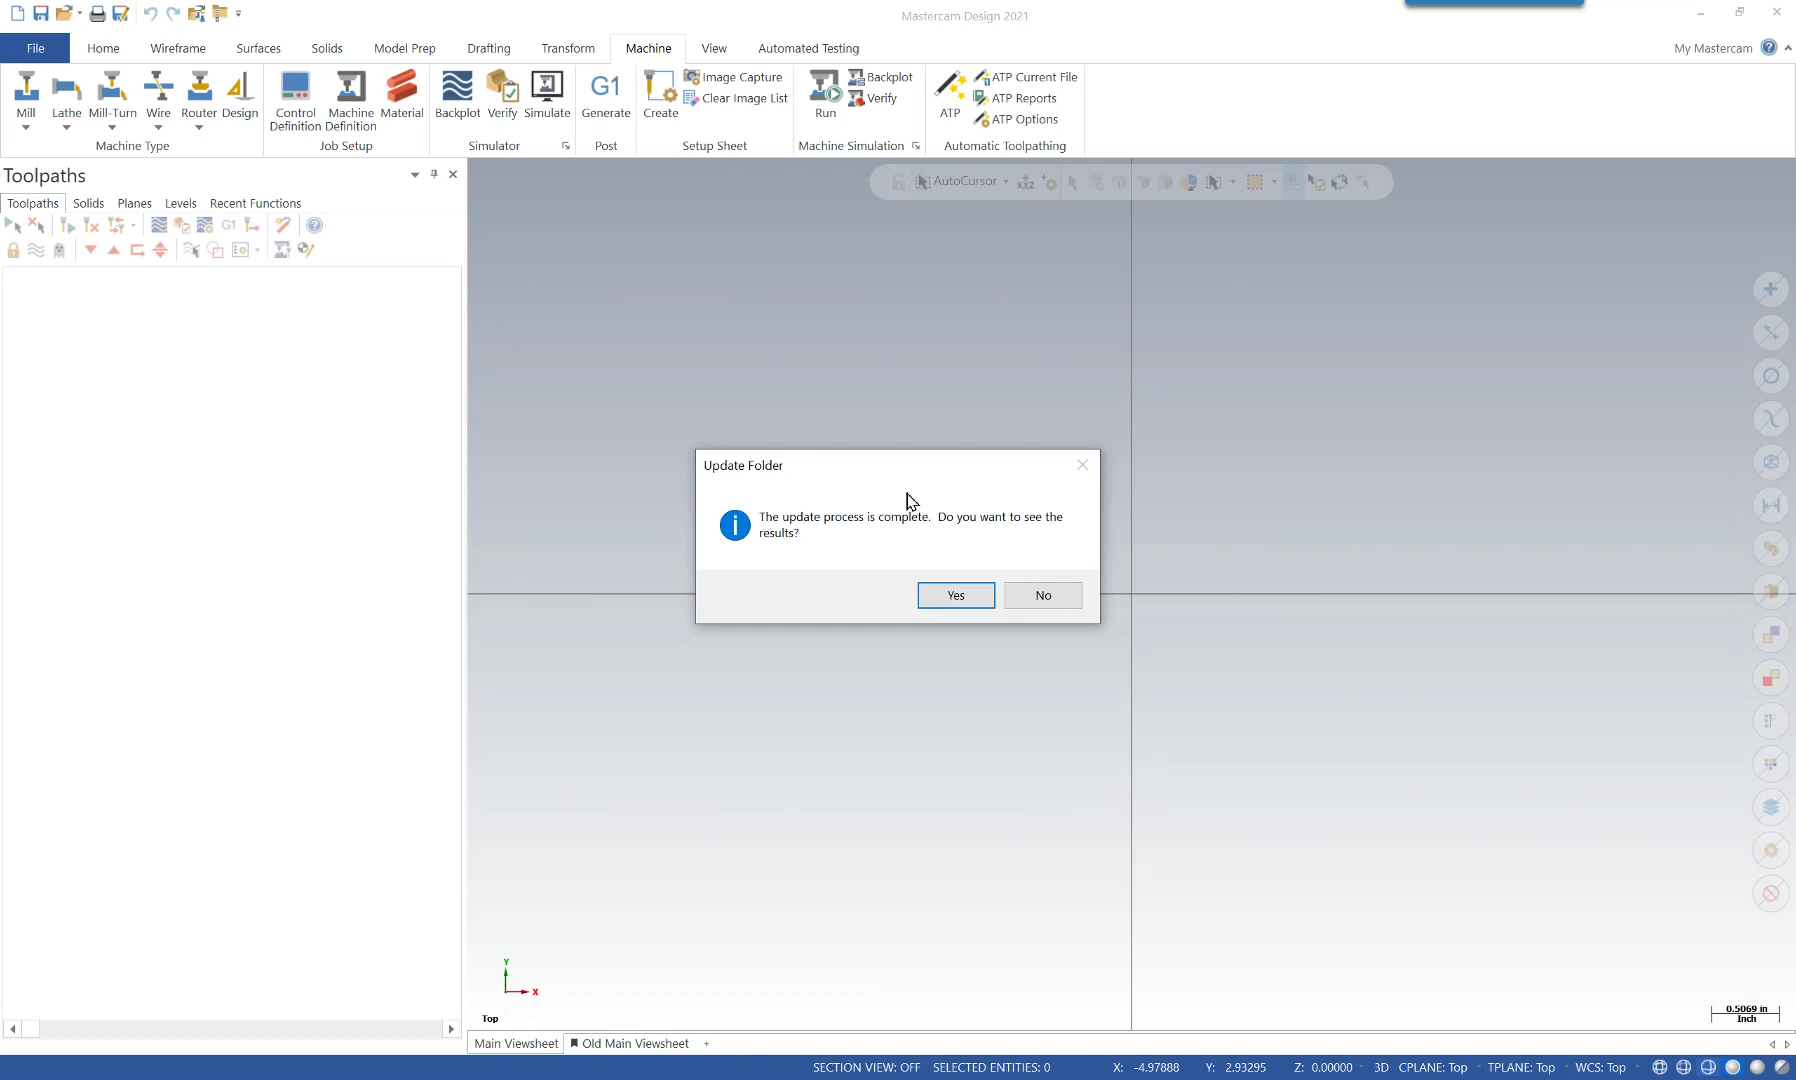 Mastercam Design 2021
File Home Wireframe Surfaces Solids Model Prep Drafting Transform Machine View Automated Testing My Mastercam
Mill Lathe Mill-Turn Wire Router Design
Machine Type
Control Definition Machine Definition Material
Job Setup
Backplot Verify Simulate
Simulator
G1
Generate
Post
Create Image Capture
Clear Image List
Setup Sheet
Run Backplot
Verify
Machine Simulation
ATP ATP Current File
ATP Reports
ATP Options
Automatic Toolpathing
Toolpaths
Toolpaths Solids Planes Levels Recent Functions
G1
AutoCursor
XYZ
Update Folder
The update process is complete. Do you want to see the
results?
Yes No
Y
X
Top
0.5069 in
Inch
Main Viewsheet Old Main Viewsheet +
SECTION VIEW: OFF SELECTED ENTITIES: 0 X: -4.97888 Y: 2.93295 Z: 0.00000 3D CPLANE: Top TPLANE: Top WCS: Top